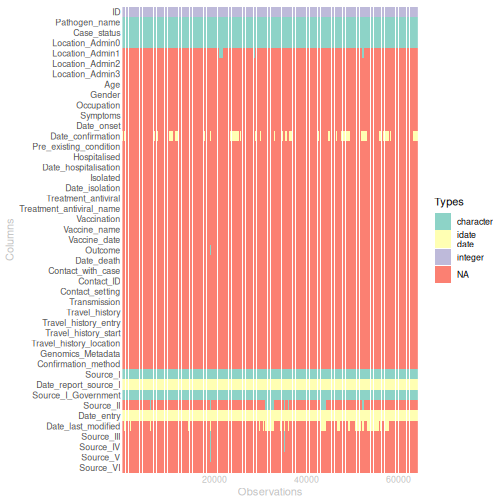 ID
Pathogen_name
Case_status
Location_Admin0
Location_Admin1
Location_Admin2
Location_Admin3
Age
Gender
Occupation
Symptoms
Date_onset
Date_confirmation
Pre_existing_condition
Hospitalised
Date_hospitalisation
Isolated
Date_isolation
Treatment_antiviral
Treatment_antiviral_name
Vaccination
Vaccine_name
Vaccine_date
Outcome
Date_death
Contact_with_case
Contact_ID
Contact_setting
Transmission
Travel_history
Travel_history_entry
Travel_history_start
Travel_history_location
Genomics_Metadata
Confirmation_method
Source_I
Date_report_source_I
Source_I_Government
Source_II
Date_entry
Date_last_modified
Source_III
Source_IV
Source_V
Source_VI
Columns
20000
40000
60000
Observations
Types
character
idate
date
integer
NA